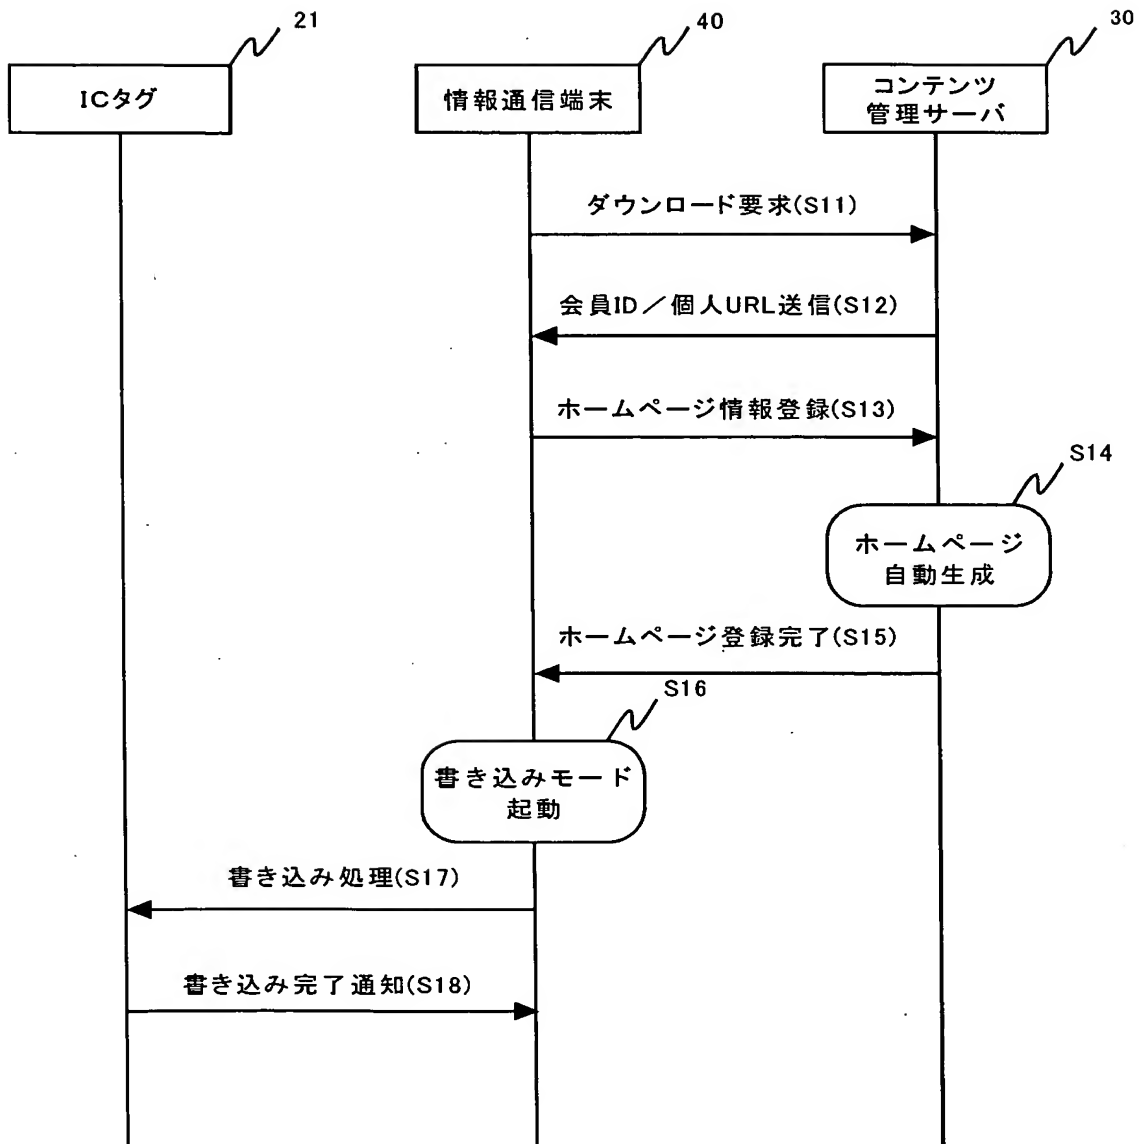 21
40
30
ICタグ
情報通信端末
コンテンツ
管理サーバ
ダウンロード要求(S11)
会員ID/個人URL送信(S12)
ホームページ情報登録(S13)
S14
ホームページ
自動生成
ホームページ登録完了(S15)
S16
書き込みモード
起動
書き込み処理(S17)
書き込み完了通知(S18)